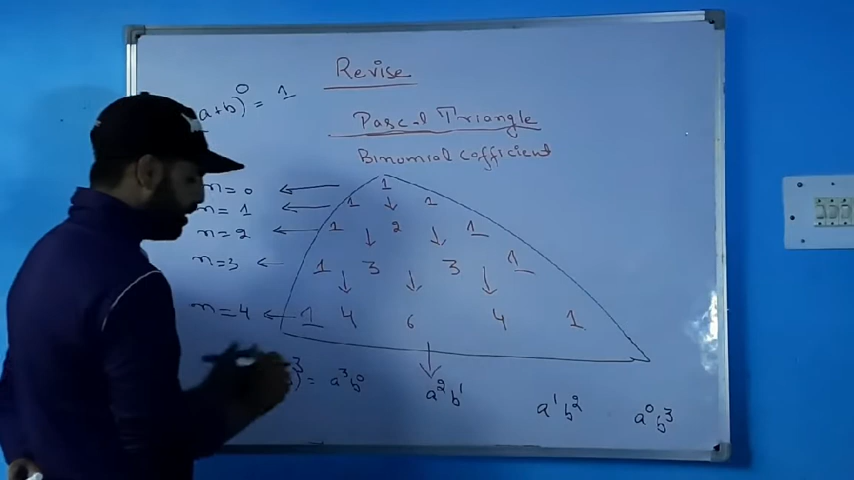 Revise
a+b)⁰ = 1
Pascal Triangle
Binomial coefficient
n=0 ← 1
n=1 ← 1 1
n=2 ← 1 2 1
n=3 ← 1 3 3 1
n=4 ← 1 4 6 4 1
)³ = a³b⁰ a²b¹ a¹b² a⁰b³